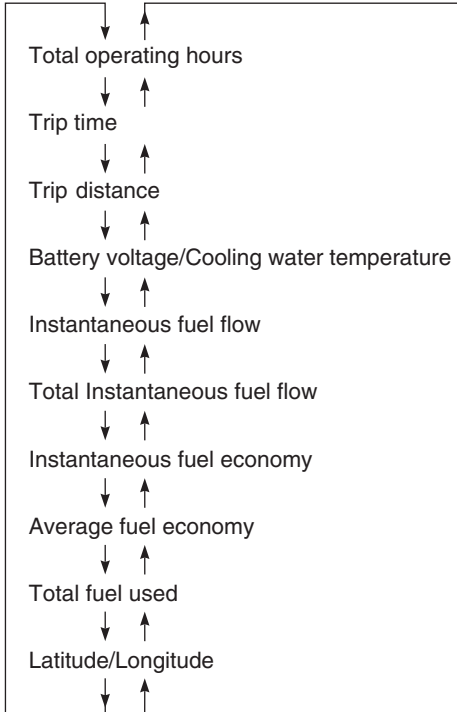 Total operating hours
Trip time
Trip distance
Battery voltage/Cooling water temperature
Instantaneous fuel flow
Total Instantaneous fuel flow
Instantaneous fuel economy
Average fuel economy
Total fuel used
Latitude/Longitude